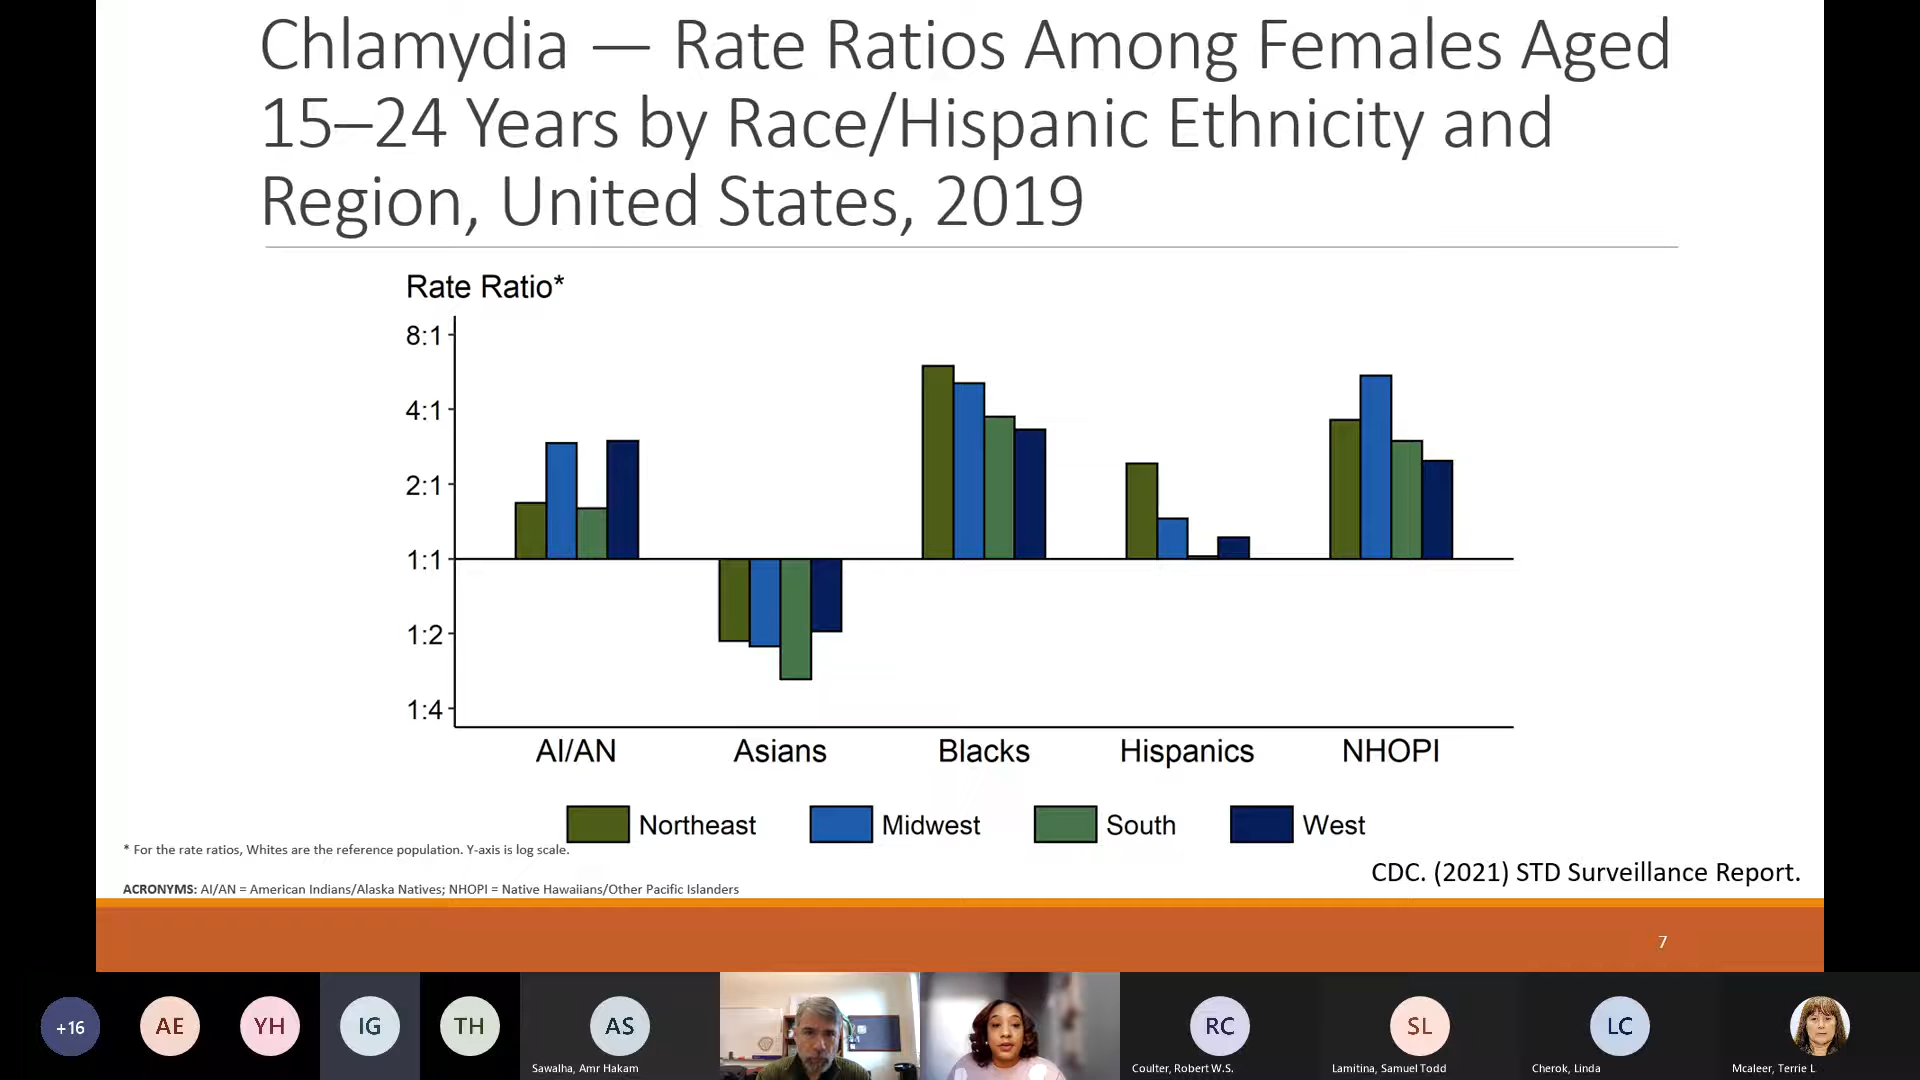 Chlamydia — Rate Ratios Among Females Aged
15–24 Years by Race/Hispanic Ethnicity and
Region, United States, 2019
Rate Ratio*
8:1
4:1
2:1
1:1
1:2
1:4
AI/AN Asians Blacks Hispanics NHOPI
Northeast Midwest South West
* For the rate ratios, Whites are the reference population. Y-axis is log scale.
CDC. (2021) STD Surveillance Report.
ACRONYMS: AI/AN = American Indians/Alaska Natives; NHOPI = Native Hawaiians/Other Pacific Islanders
7
+16 AE YH IG TH AS RC SL LC
Sawalha, Amr Hakam Coulter, Robert W.S. Lamitina, Samuel Todd Cherok, Linda Mcaleer, Terrie L